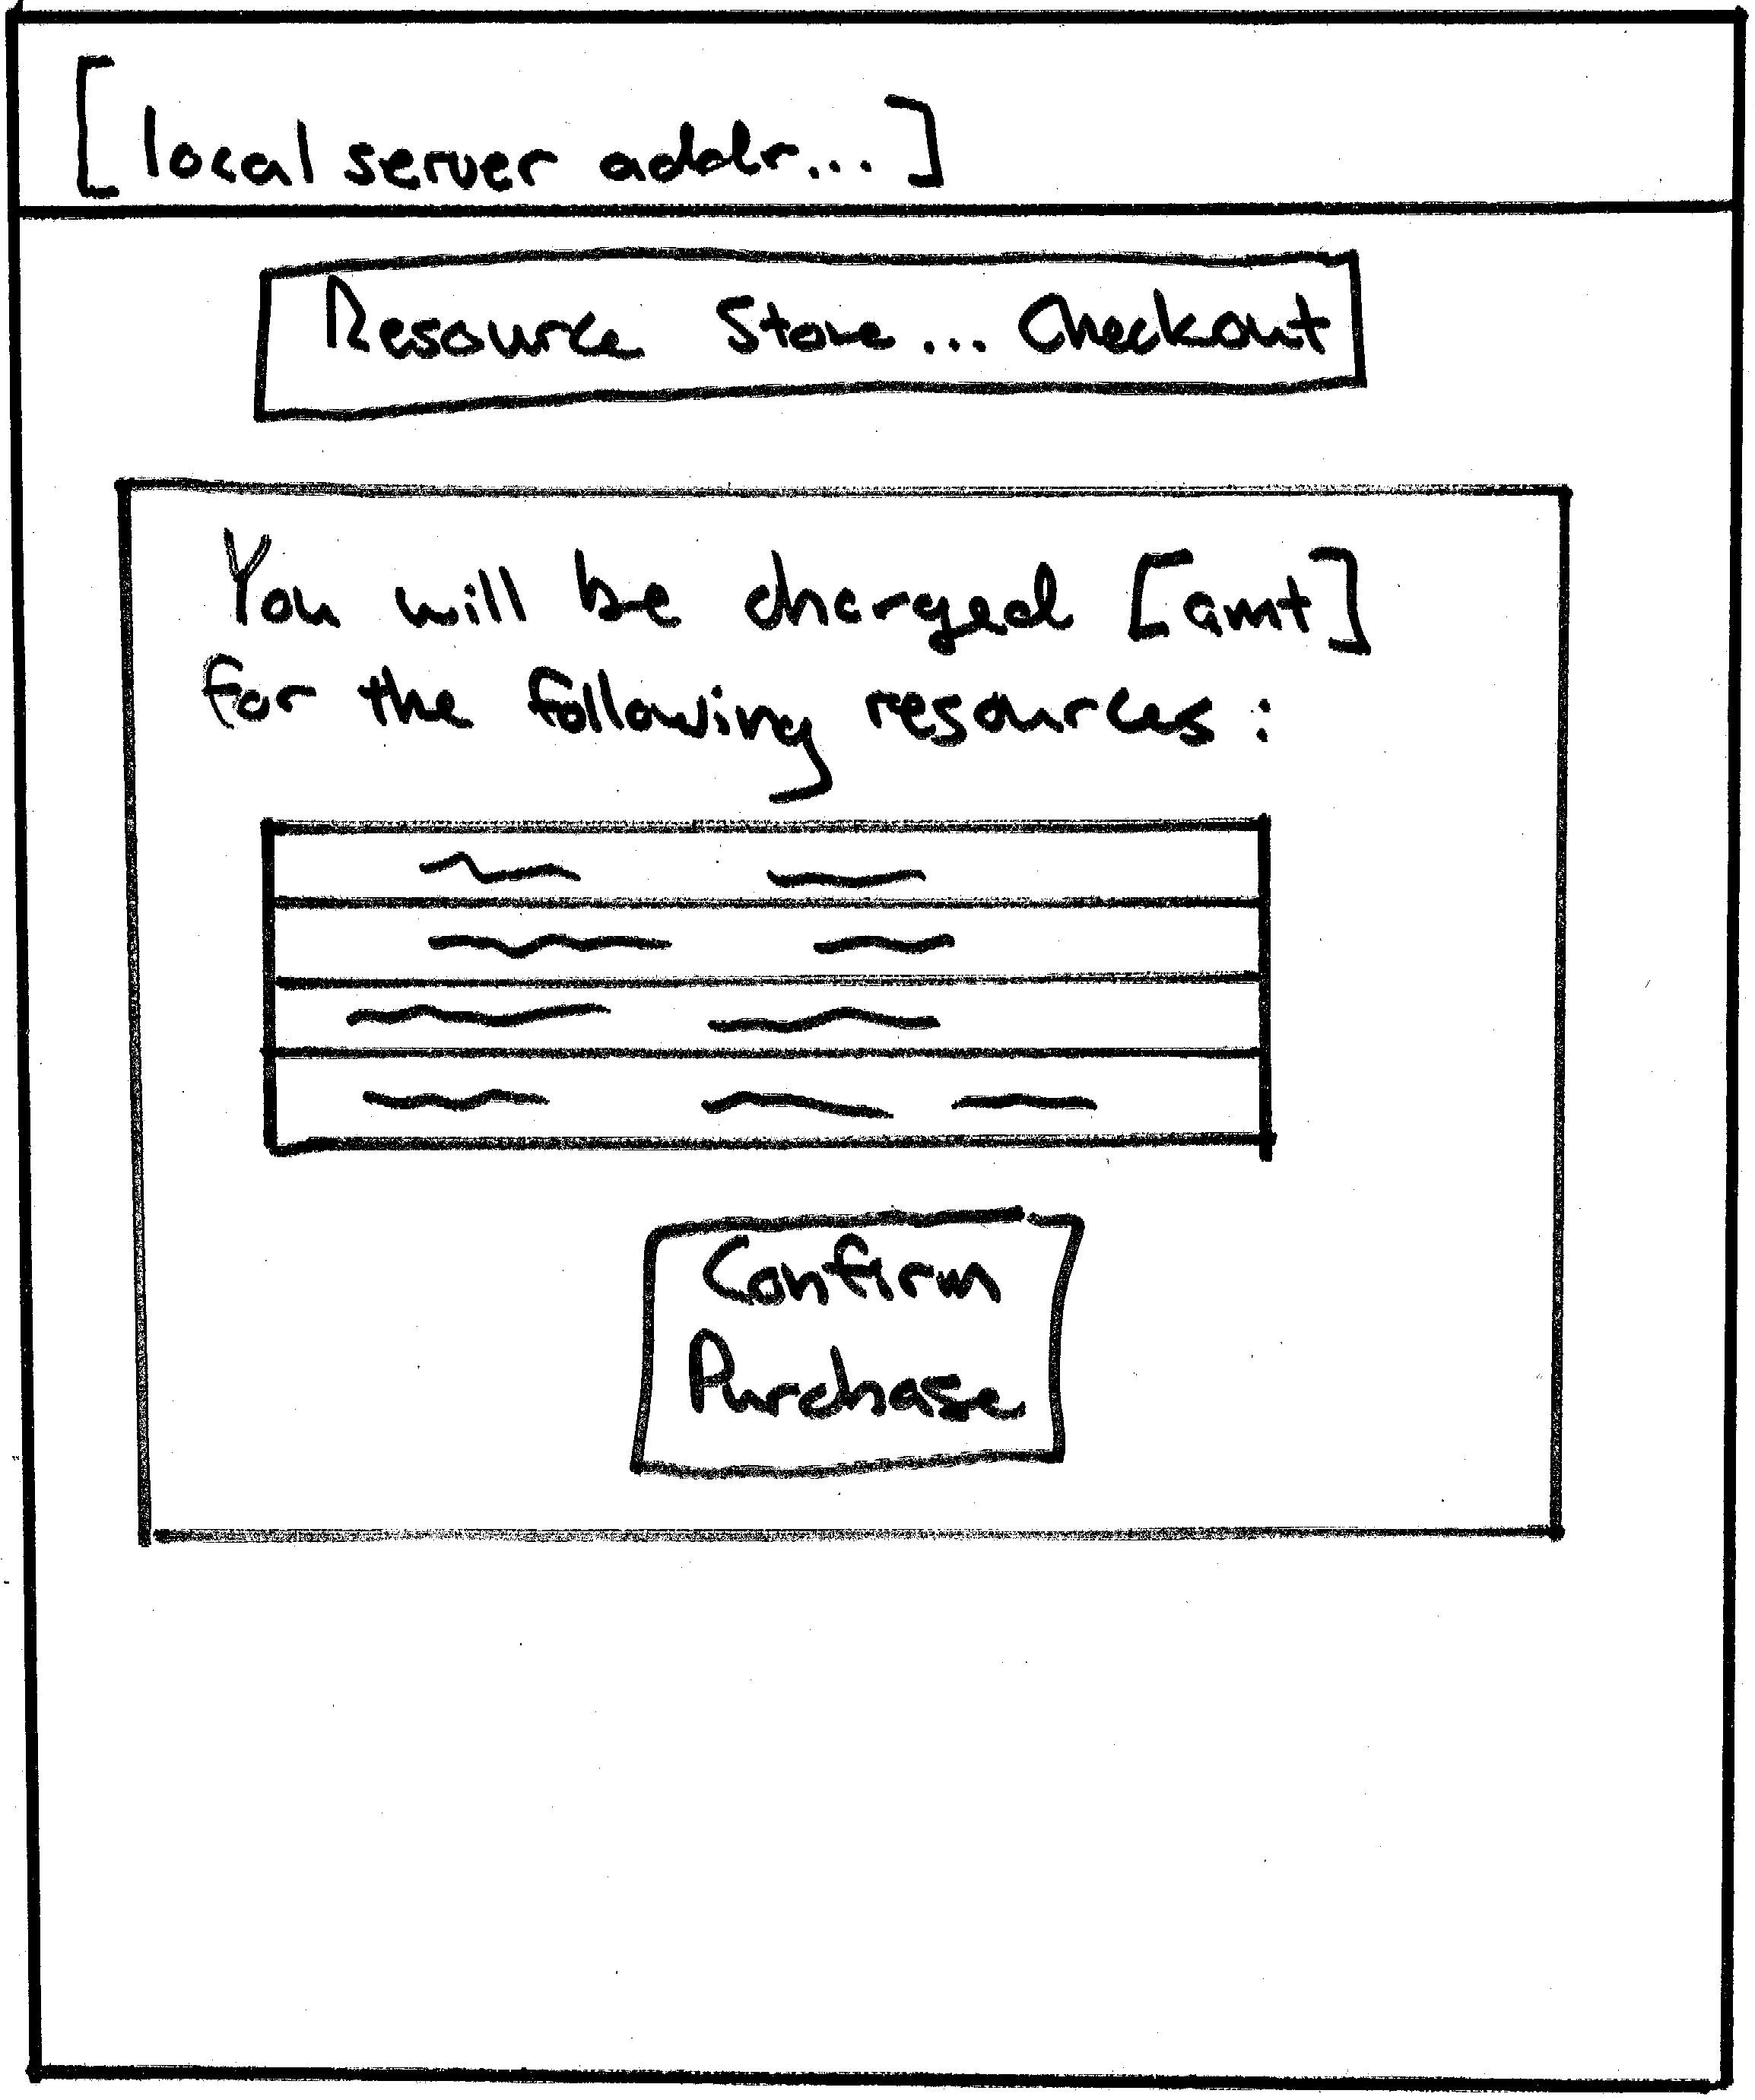 [local server addr...]
Resource Store... Checkout
You will be charged [amt]
for the following resources:
Confirm
Purchase